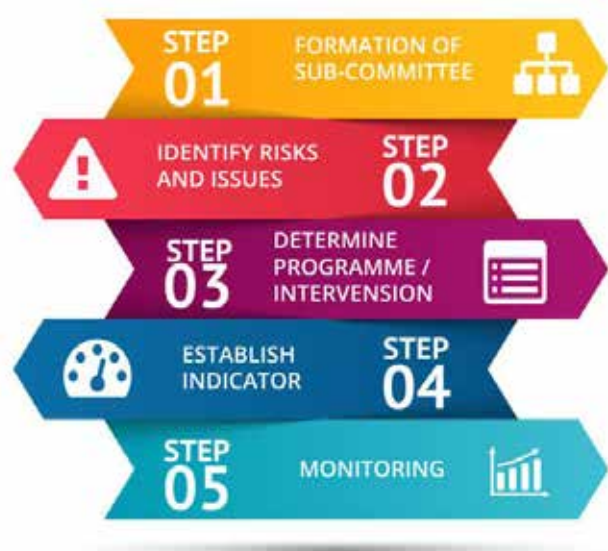 STEP
01
FORMATION OF
SUB-COMMITTEE
IDENTIFY RISKS
AND ISSUES
STEP
02
STEP
03
DETERMINE
PROGRAMME /
INTERVENSION
ESTABLISH
INDICATOR
STEP
04
STEP
05
MONITORING